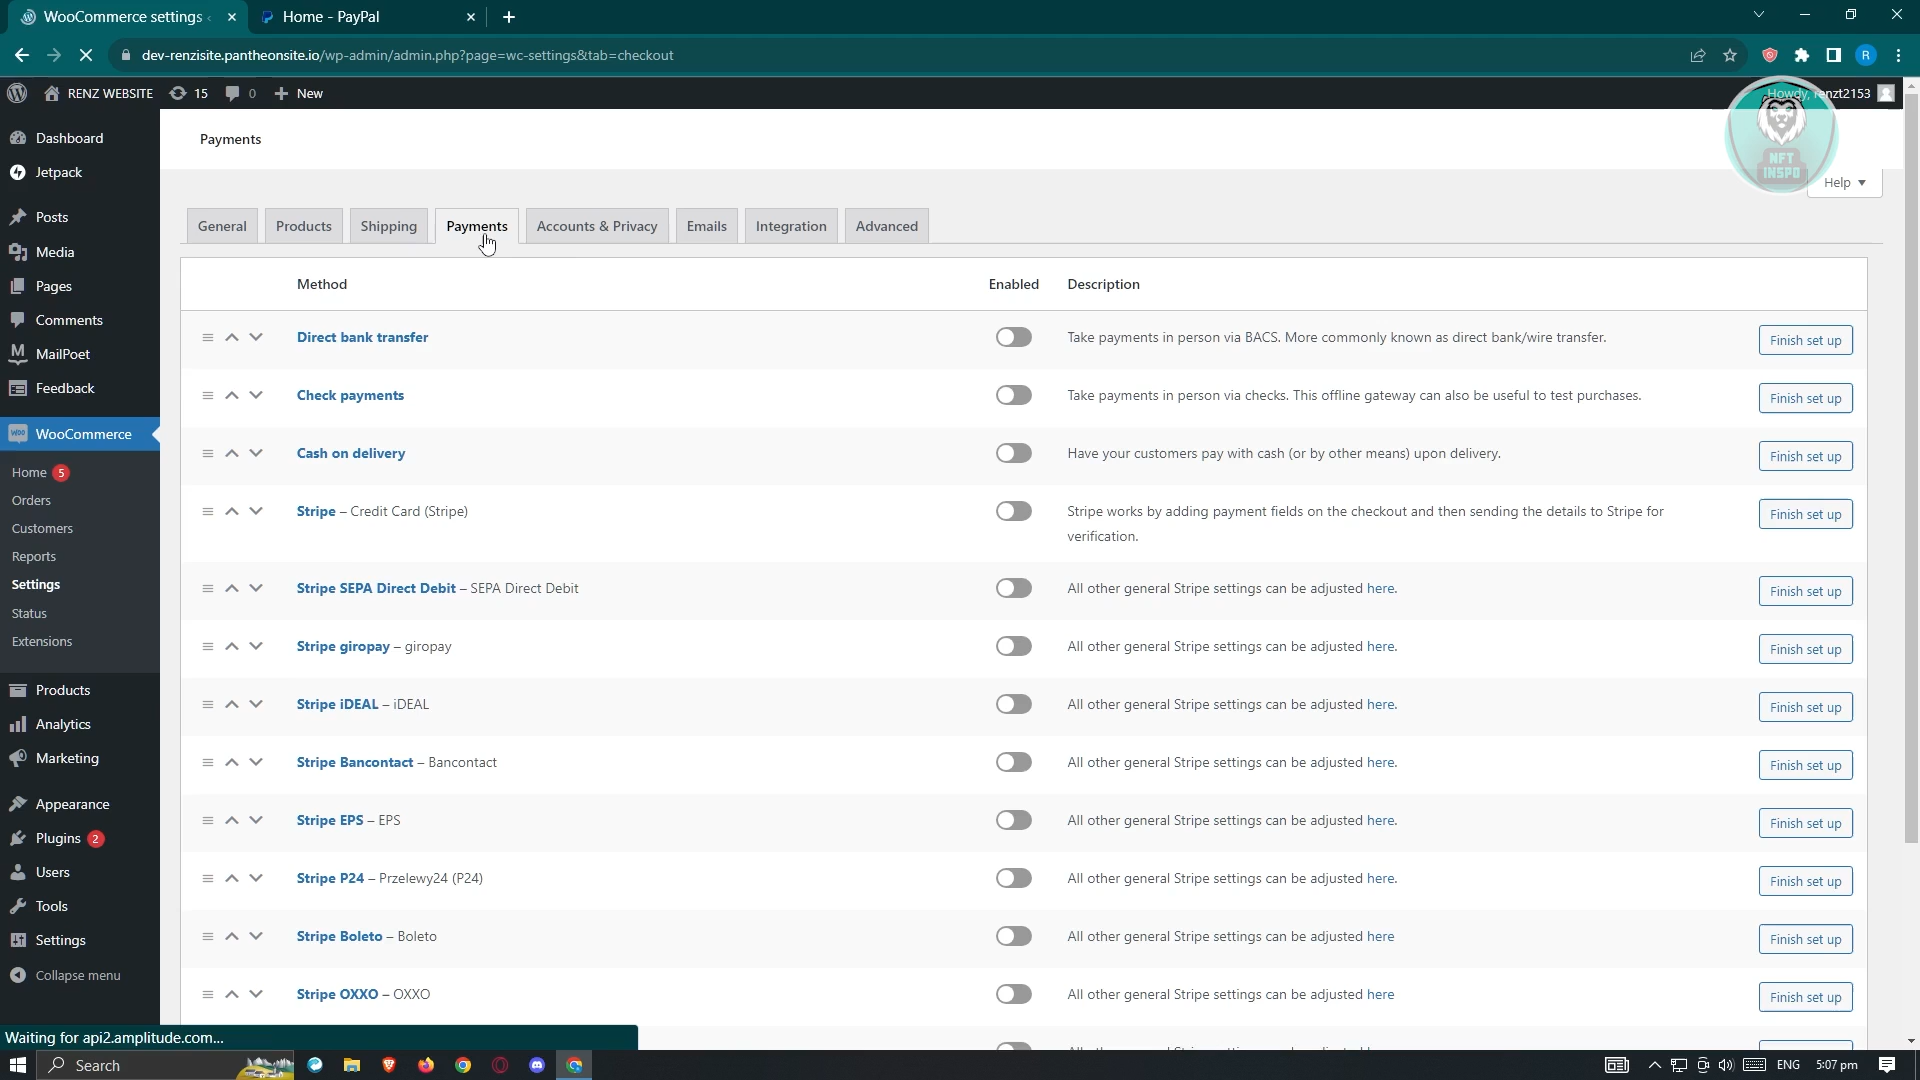 WooCommerce settings
Home - PayPal
dev-renzisite.pantheonsite.io/wp-admin/admin.php?page=wc-settings&tab=checkout
RENZ WEBSITE 15 0 New
Howdy, renzt2153
NFT
INSPO
Help
Dashboard
Jetpack
Posts
Media
Pages
Comments
MailPoet
Feedback
WooCommerce
Home 5
Orders
Customers
Reports
Settings
Status
Extensions
Products
Analytics
Marketing
Appearance
Plugins 2
Users
Tools
Settings
Collapse menu
Payments
General Products Shipping Payments Accounts & Privacy Emails Integration Advanced
Method Enabled Description
Direct bank transfer Take payments in person via BACS. More commonly known as direct bank/wire transfer. Finish set up
Check payments Take payments in person via checks. This offline gateway can also be useful to test purchases. Finish set up
Cash on delivery Have your customers pay with cash (or by other means) upon delivery. Finish set up
Stripe – Credit Card (Stripe) Stripe works by adding payment fields on the checkout and then sending the details to Stripe for Finish set up
verification.
Stripe SEPA Direct Debit – SEPA Direct Debit All other general Stripe settings can be adjusted here. Finish set up
Stripe giropay – giropay All other general Stripe settings can be adjusted here. Finish set up
Stripe iDEAL – iDEAL All other general Stripe settings can be adjusted here. Finish set up
Stripe Bancontact – Bancontact All other general Stripe settings can be adjusted here. Finish set up
Stripe EPS – EPS All other general Stripe settings can be adjusted here. Finish set up
Stripe P24 – Przelewy24 (P24) All other general Stripe settings can be adjusted here. Finish set up
Stripe Boleto – Boleto All other general Stripe settings can be adjusted here Finish set up
Stripe OXXO – OXXO All other general Stripe settings can be adjusted here Finish set up
Waiting for api2.amplitude.com...
Search
ENG 5:07 pm